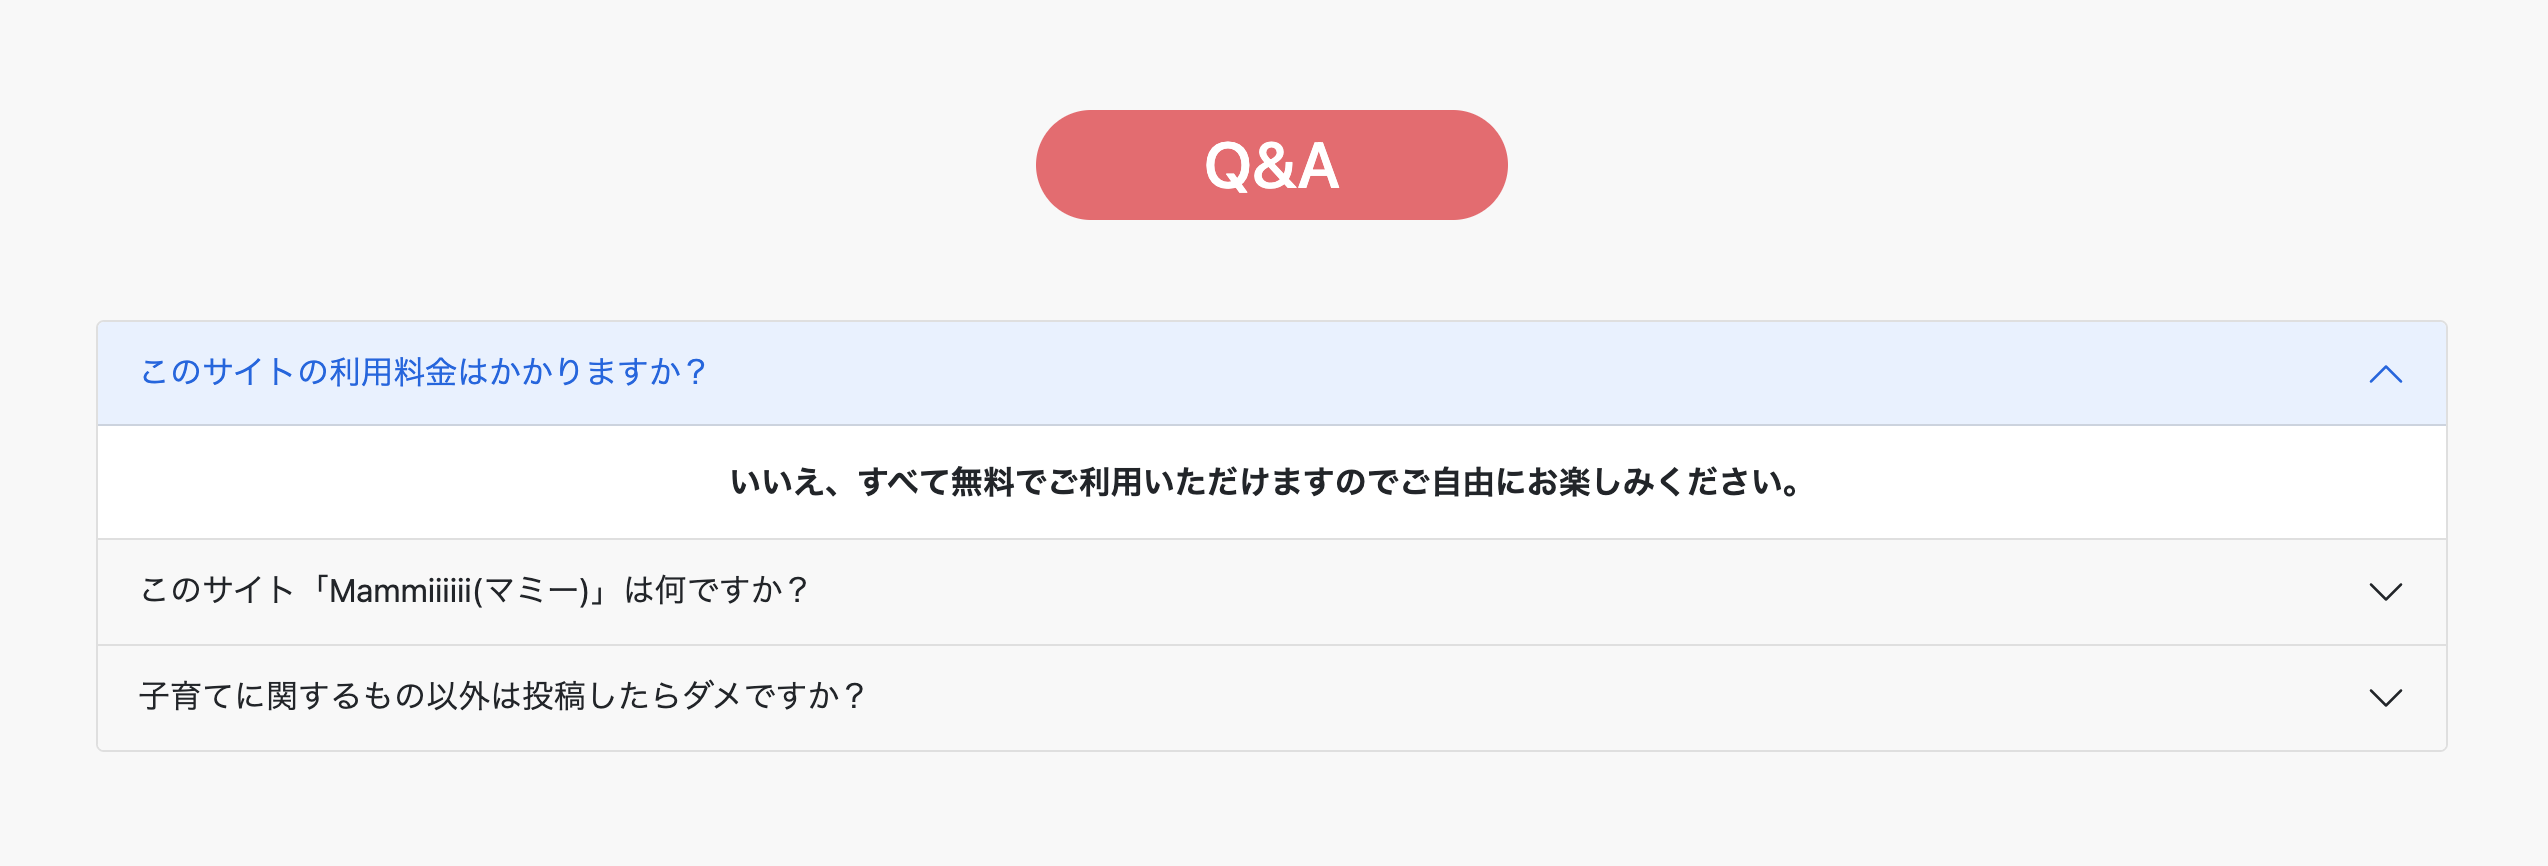 Q&A
このサイトの利用料金はかかりますか？
いいえ、すべて無料でご利用いただけますのでご自由にお楽しみください。
このサイト「Mammiiiiii(マミー)」は何ですか？
子育てに関するもの以外は投稿したらダメですか？